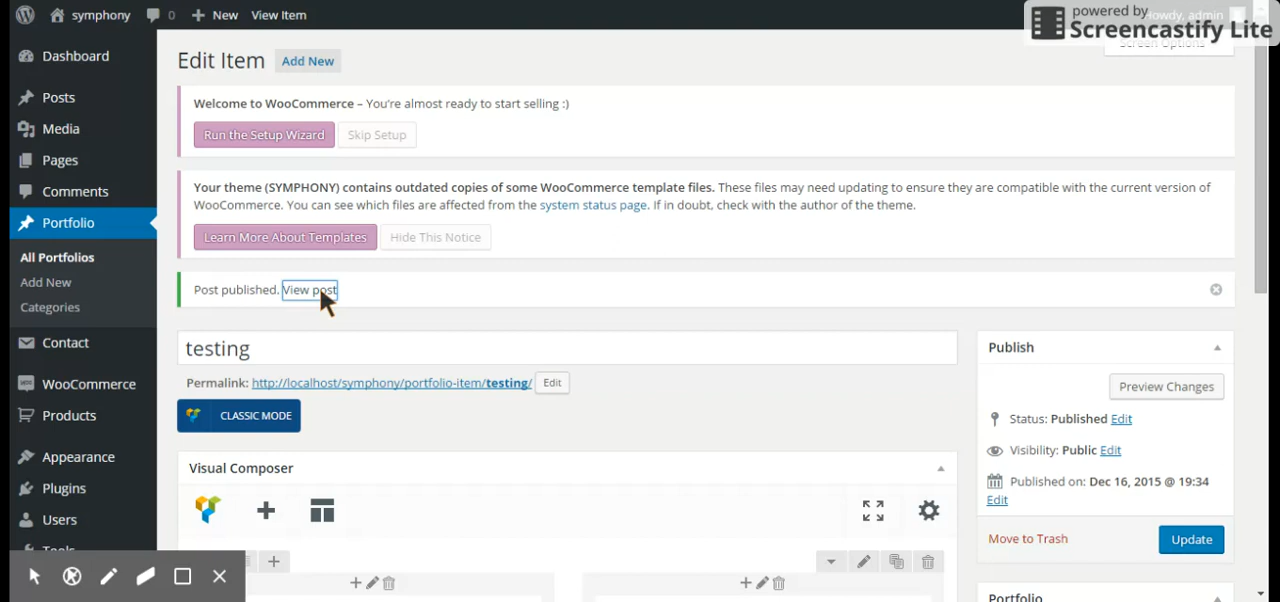 symphony 0 New View Item
powered by
Howdy, admin
Screencastify Lite
Screen Options
Dashboard
Posts
Media
Pages
Comments
Portfolio
All Portfolios
Add New
Categories
Contact
WooCommerce
Products
Appearance
Plugins
Users
Tools
Edit Item Add New
Welcome to WooCommerce – You're almost ready to start selling :)
Run the Setup Wizard Skip Setup
Your theme (SYMPHONY) contains outdated copies of some WooCommerce template files. These files may need updating to ensure they are compatible with the current version of
WooCommerce. You can see which files are affected from the system status page. If in doubt, check with the author of the theme.
Learn More About Templates Hide This Notice
Post published. View post
testing
Permalink: http://localhost/symphony/portfolio-item/testing/ Edit
CLASSIC MODE
Visual Composer
Publish
Preview Changes
Status: Published Edit
Visibility: Public Edit
Published on: Dec 16, 2015 @ 19:34
Edit
Move to Trash Update
Portfolio